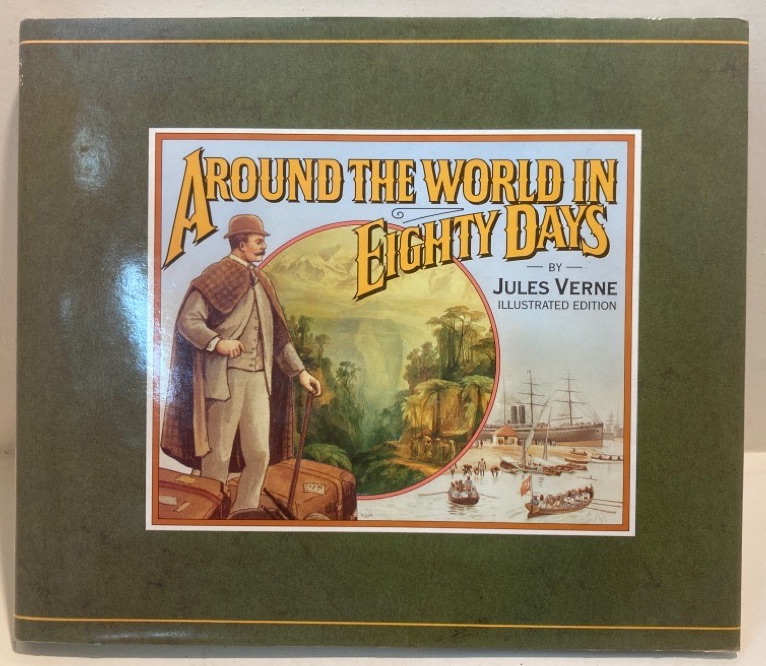 AROUND THE WORLD IN
EIGHTY DAYS
BY
JULES VERNE
ILLUSTRATED EDITION